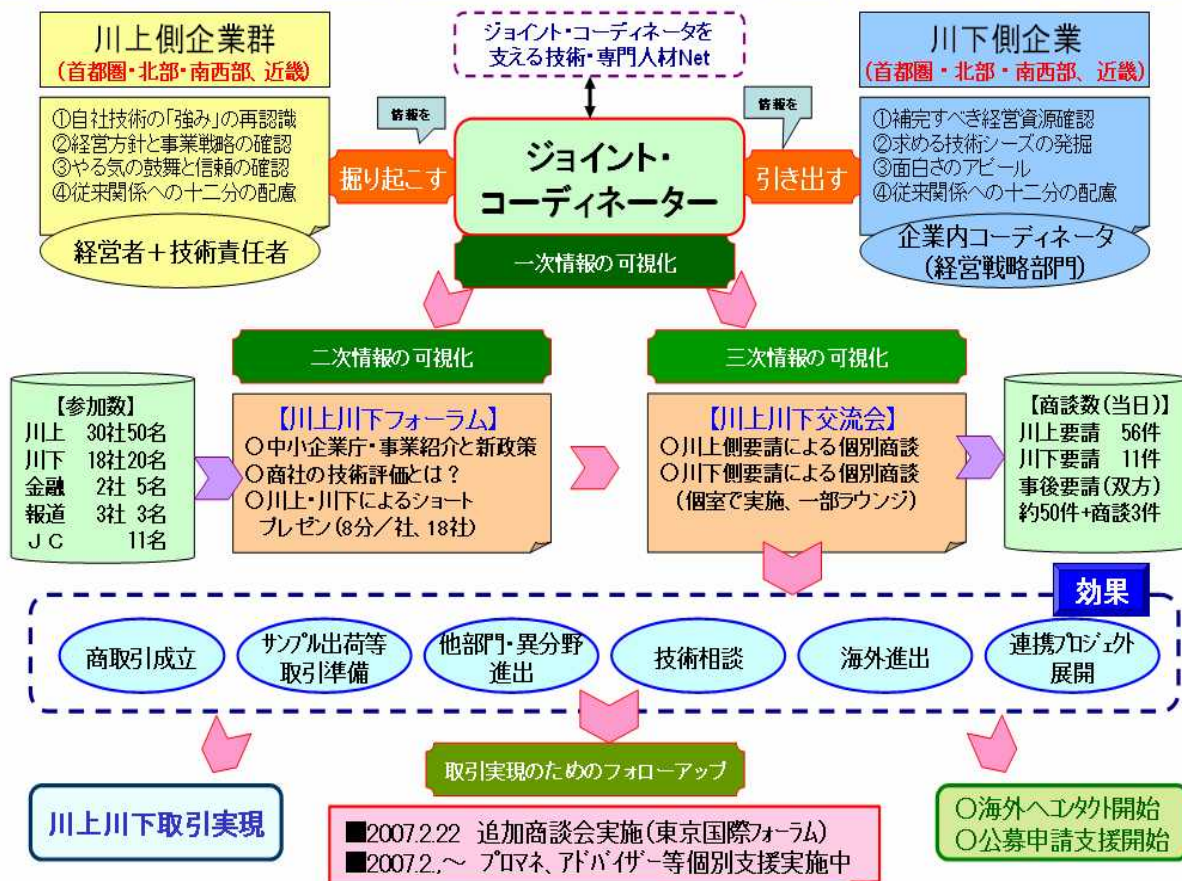 川上側企業群
(首都圏・北部・南西部、近畿)
①自社技術の「強み」の再認識
②経営方針と事業戦略の確認
③やる気の鼓舞と信頼の確認
④従来関係への十二分の配慮
経営者＋技術責任者
ジョイント・コーディネータを
支える技術・専門人材Net
情報を
掘り起こす
ジョイント・
コーディネーター
情報を
引き出す
川下側企業
(首都圏・北部・南西部、近畿)
①補完すべき経営資源確認
②求める技術シーズの発掘
③面白さのアピール
④従来関係への十二分の配慮
企業内コーディネータ
(経営戦略部門)
一次情報の可視化
二次情報の可視化
三次情報の可視化
【参加数】
川上 30社50名
川下 18社20名
金融 2社 5名
報道 3社 3名
ＪＣ 11名
【川上川下フォーラム】
○中小企業庁・事業紹介と新政策
○商社の技術評価とは？
○川上・川下によるショート
プレゼン(8分／社、18社)
【川上川下交流会】
○川上側要請による個別商談
○川下側要請による個別商談
(個室で実施、一部ラウンジ)
【商談数(当日)】
川上要請 56件
川下要請 11件
事後要請(双方)
約50件+商談3件
効果
商取引成立
サンプル出荷等
取引準備
他部門・異分野
進出
技術相談
海外進出
連携プロジェクト
展開
取引実現のためのフォローアップ
川上川下取引実現
■2007.2.22 追加商談会実施(東京国際フォーラム)
■2007.2.,～ プロマネ、アドバイザー等個別支援実施中
○海外へコンタクト開始
○公募申請支援開始